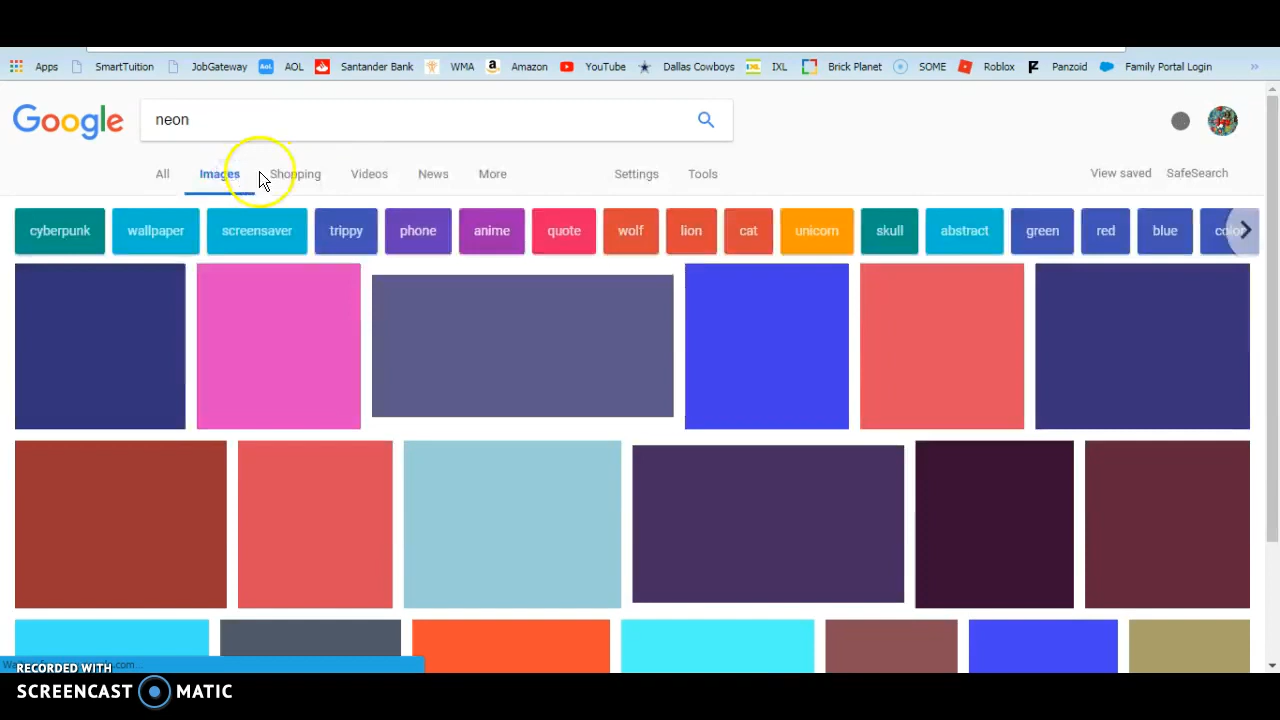 Apps SmartTuition JobGateway AOL Santander Bank WMA Amazon YouTube Dallas Cowboys IXL Brick Planet SOME Roblox Panzoid Family Portal Login »
Google neon
All Images Shopping Videos News More Settings Tools View saved SafeSearch
cyberpunk wallpaper screensaver trippy phone anime quote wolf lion cat unicorn skull abstract green red blue
RECORDED WITH
SCREENCAST MATIC